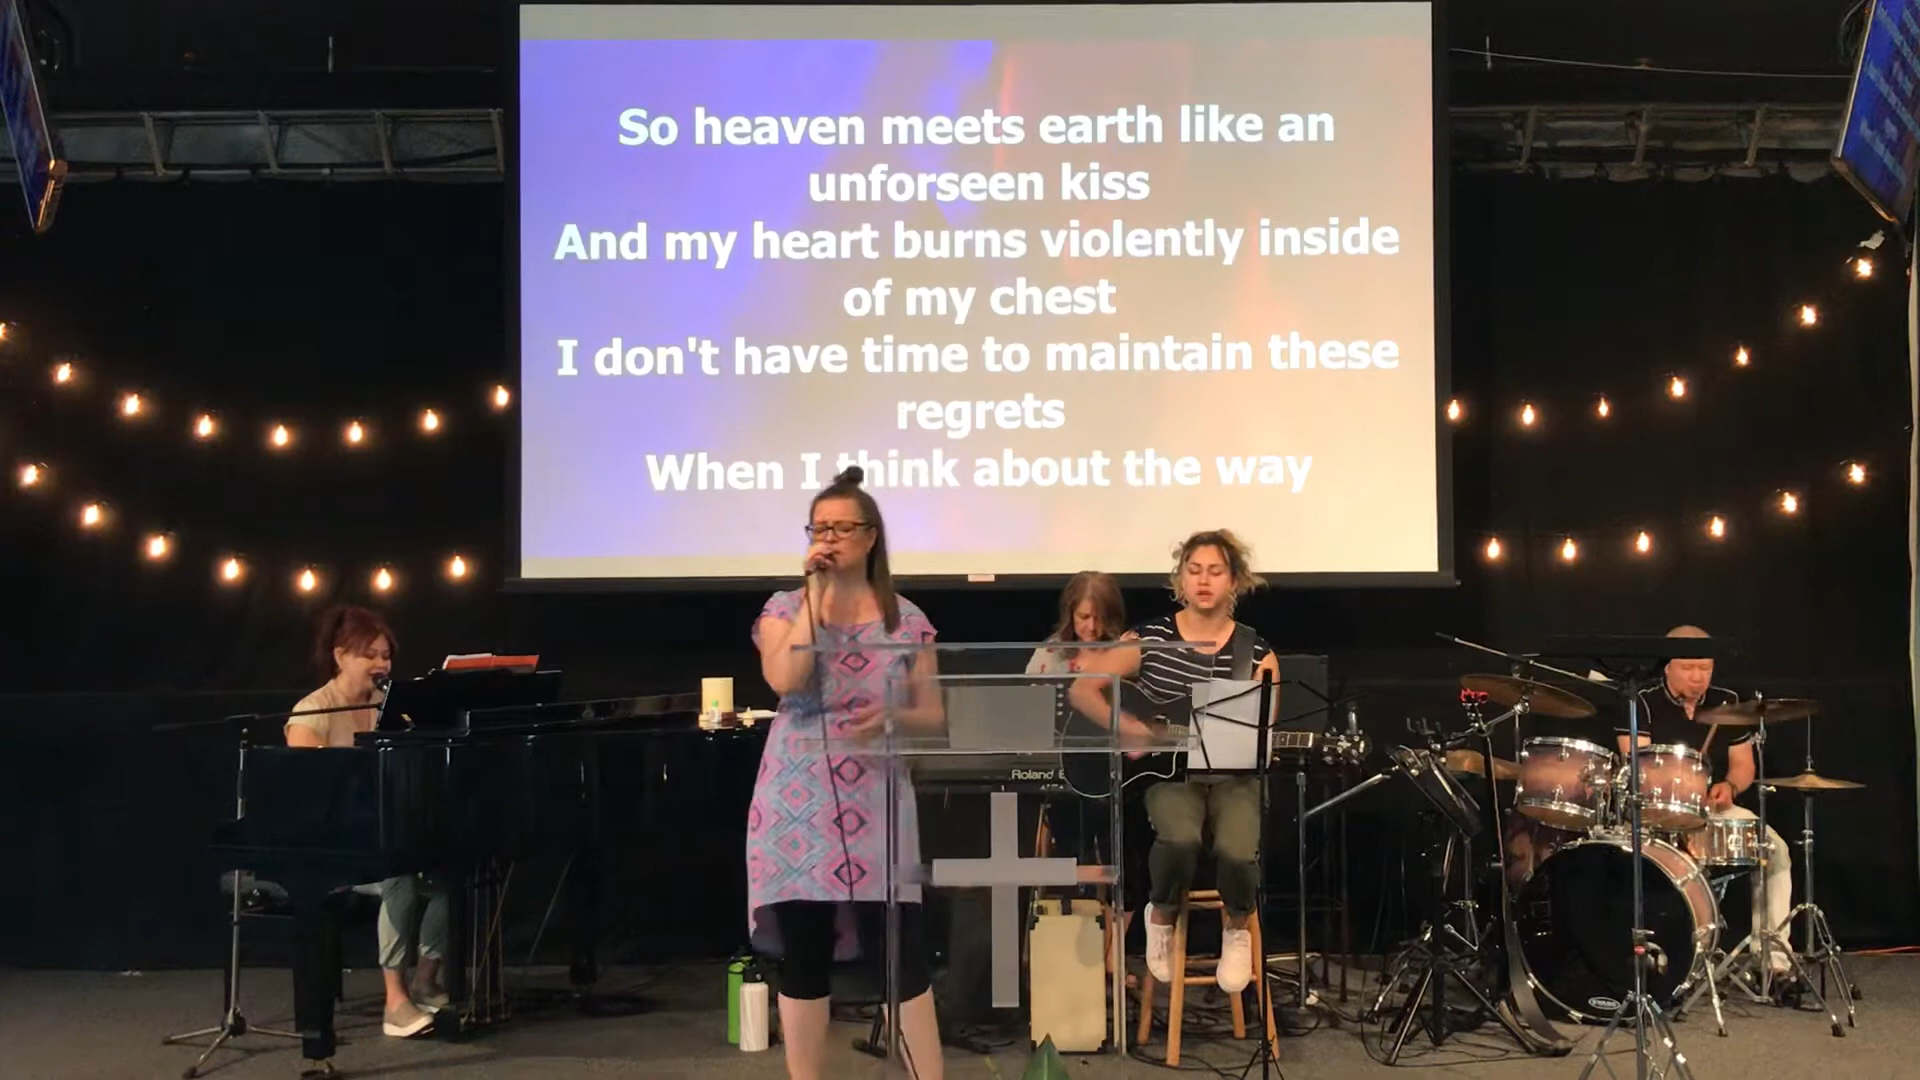 So heaven meets earth like an
unforseen kiss
And my heart burns violently inside
of my chest
I don't have time to maintain these
regrets
When I think about the way
Roland
EVANS